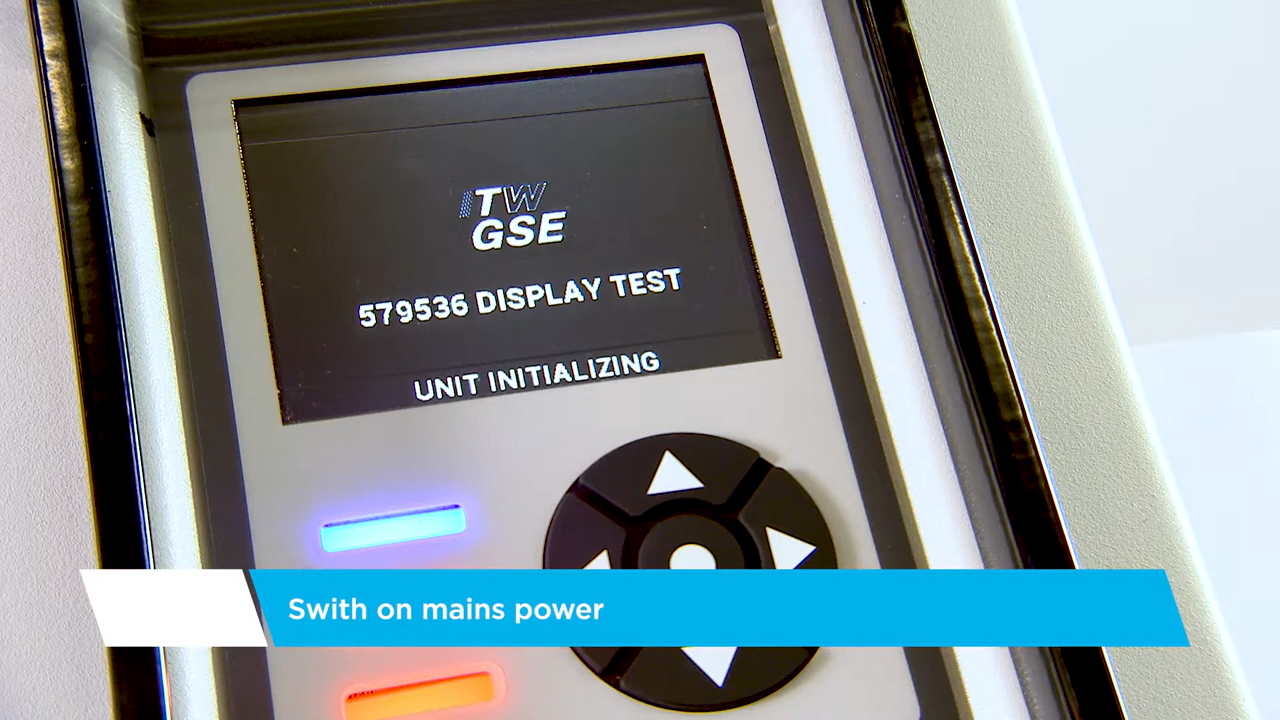 ITW
GSE
579536 DISPLAY TEST
UNIT INITIALIZING
Swith on mains power